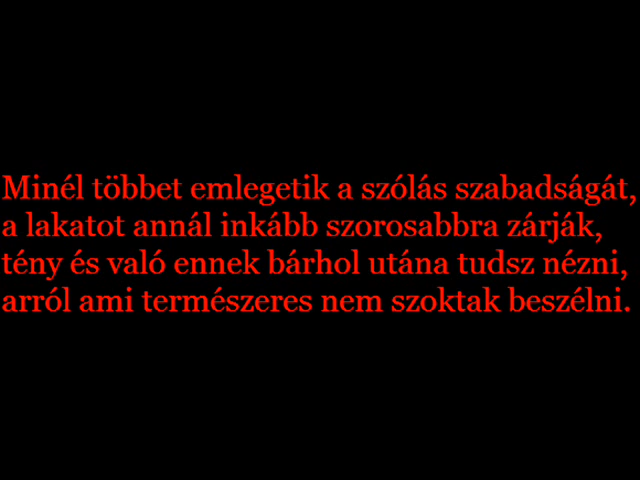 Minél többet emlegetik a szólás szabadságát,
a lakatot annál inkább szorosabbra zárják,
tény és való ennek bárhol utána tudsz nézni,
arról ami természeres nem szoktak beszélni.